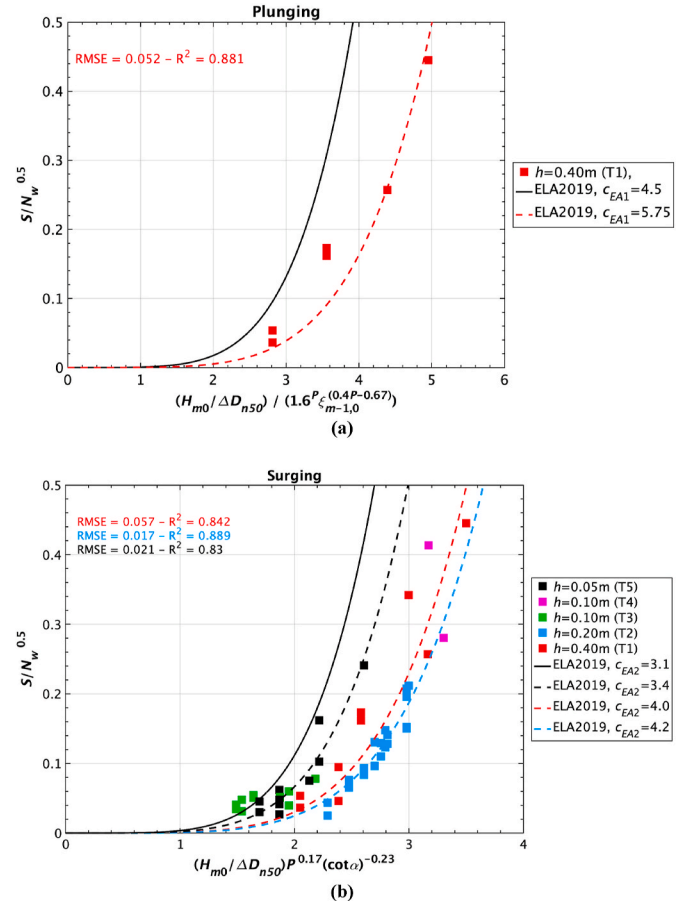 Plunging
0.5
RMSE = 0.052 – R² = 0.881
0.4
0.3
S/N_w^0.5
0.2
0.1
0
0 1 2 3 4 5 6
(H_m0/ΔD_n50) / (1.6^P ξ_m−1,0^(0.4P−0.67))
h=0.40m (T1),
ELA2019, c_EA1=4.5
ELA2019, c_EA1=5.75
(a)
Surging
0.5
RMSE = 0.057 – R² = 0.842
RMSE = 0.017 – R² = 0.889
RMSE = 0.021 – R² = 0.83
0.4
0.3
S/N_w^0.5
0.2
0.1
0
0 1 2 3 4
(H_m0/ΔD_n50)P^0.17(cotα)^−0.23
h=0.05m (T5)
h=0.10m (T4)
h=0.10m (T3)
h=0.20m (T2)
h=0.40m (T1)
ELA2019, c_EA2=3.1
ELA2019, c_EA2=3.4
ELA2019, c_EA2=4.0
ELA2019, c_EA2=4.2
(b)